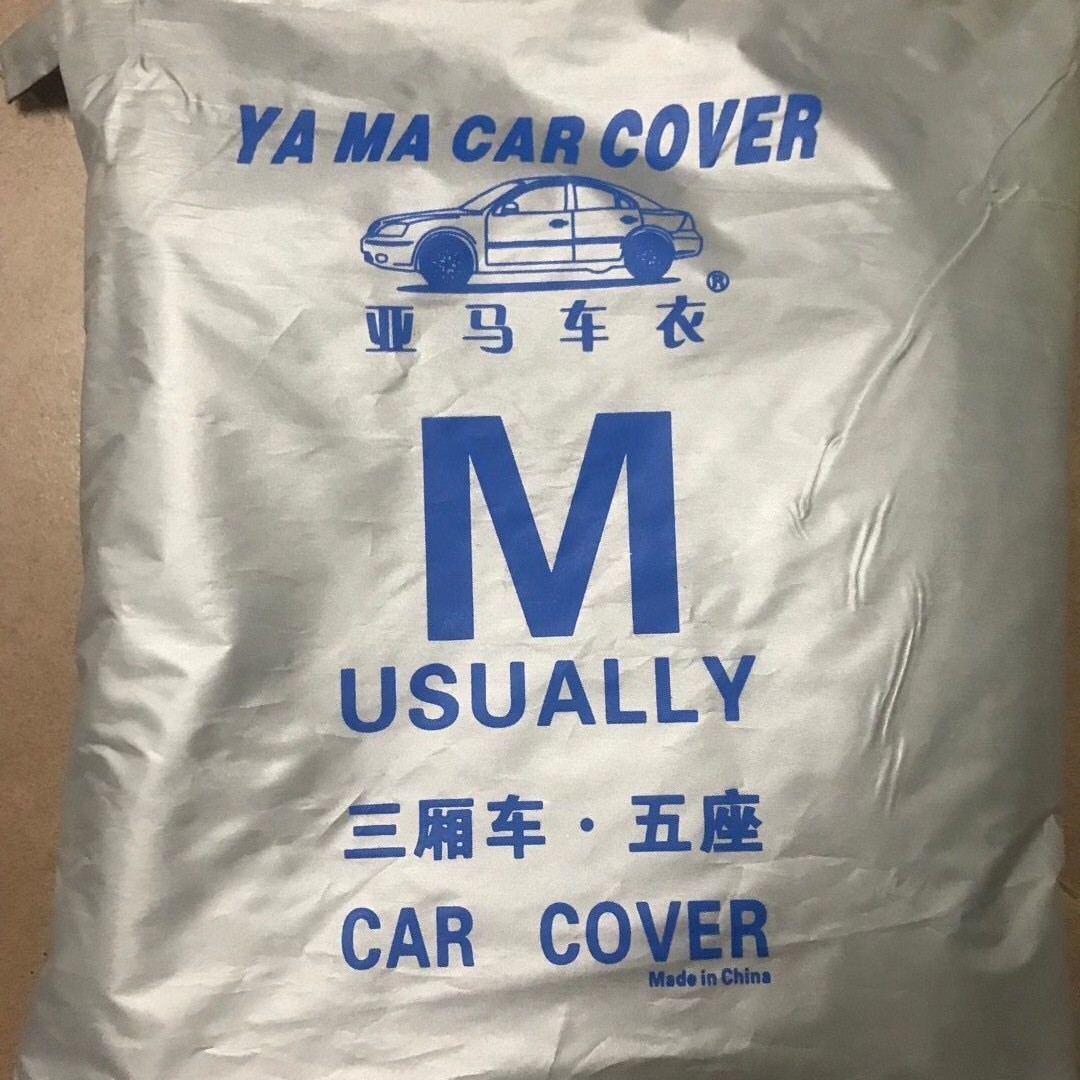 YA MA CAR COVER
®
亚马车衣
M
USUALLY
三厢车·五座
CAR COVER
Made in China